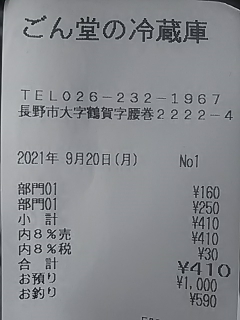 ごん堂の冷蔵庫
TEL026-232-1967
長野市大字鶴賀字腰巻2222-4
2021年 9月20日(月) No1
部門01 ¥160
部門01 ¥250
小 計 ¥410
内8%売 ¥410
内8%税 ¥30
合 計 ¥410
お預り ¥1,000
お釣り ¥590